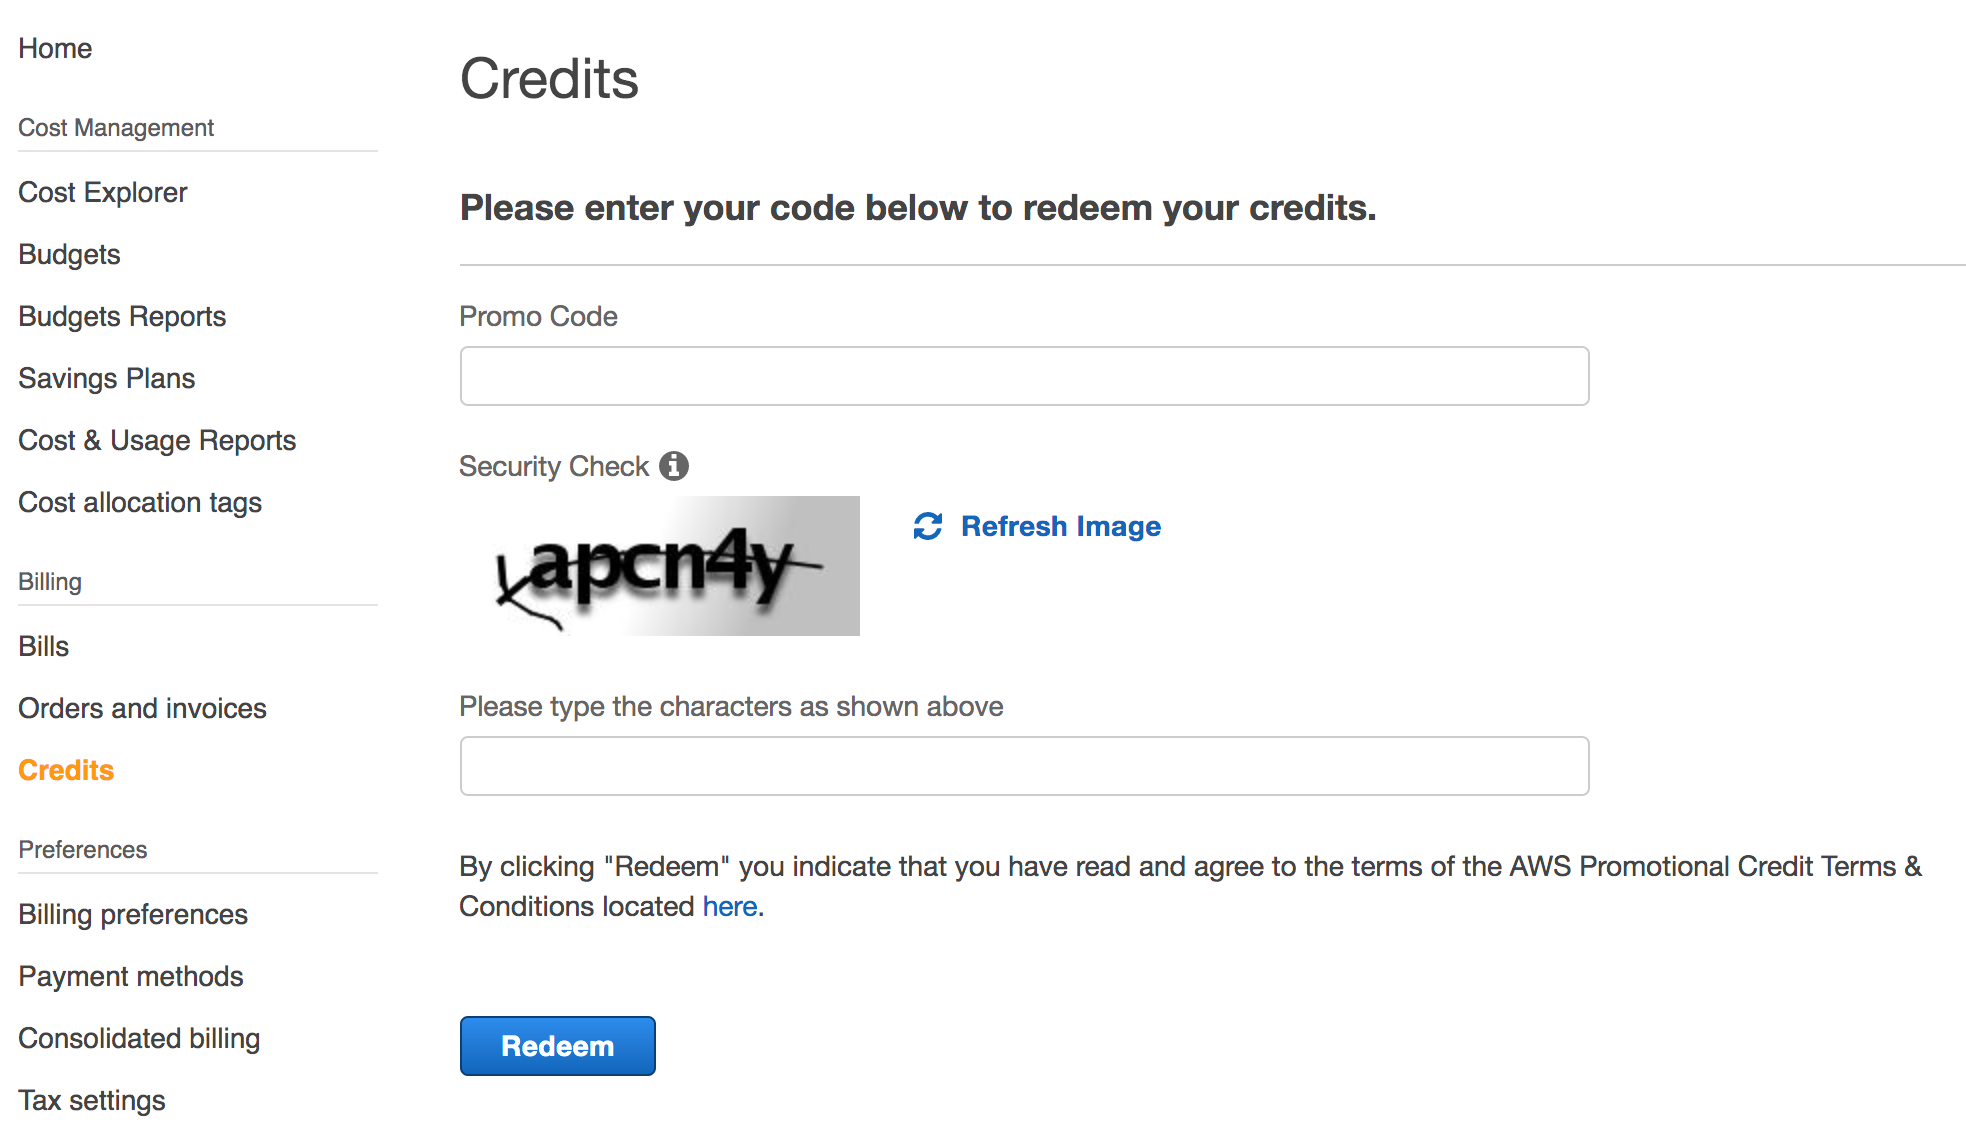 Home
Cost Management
Cost Explorer
Budgets
Budgets Reports
Savings Plans
Cost & Usage Reports
Cost allocation tags
Billing
Bills
Orders and invoices
Credits
Preferences
Billing preferences
Payment methods
Consolidated billing
Tax settings
Credits
Please enter your code below to redeem your credits.
Promo Code
Security Check
apcn4y
Refresh Image
Please type the characters as shown above
By clicking "Redeem" you indicate that you have read and agree to the terms of the AWS Promotional Credit Terms &
Conditions located here.
Redeem